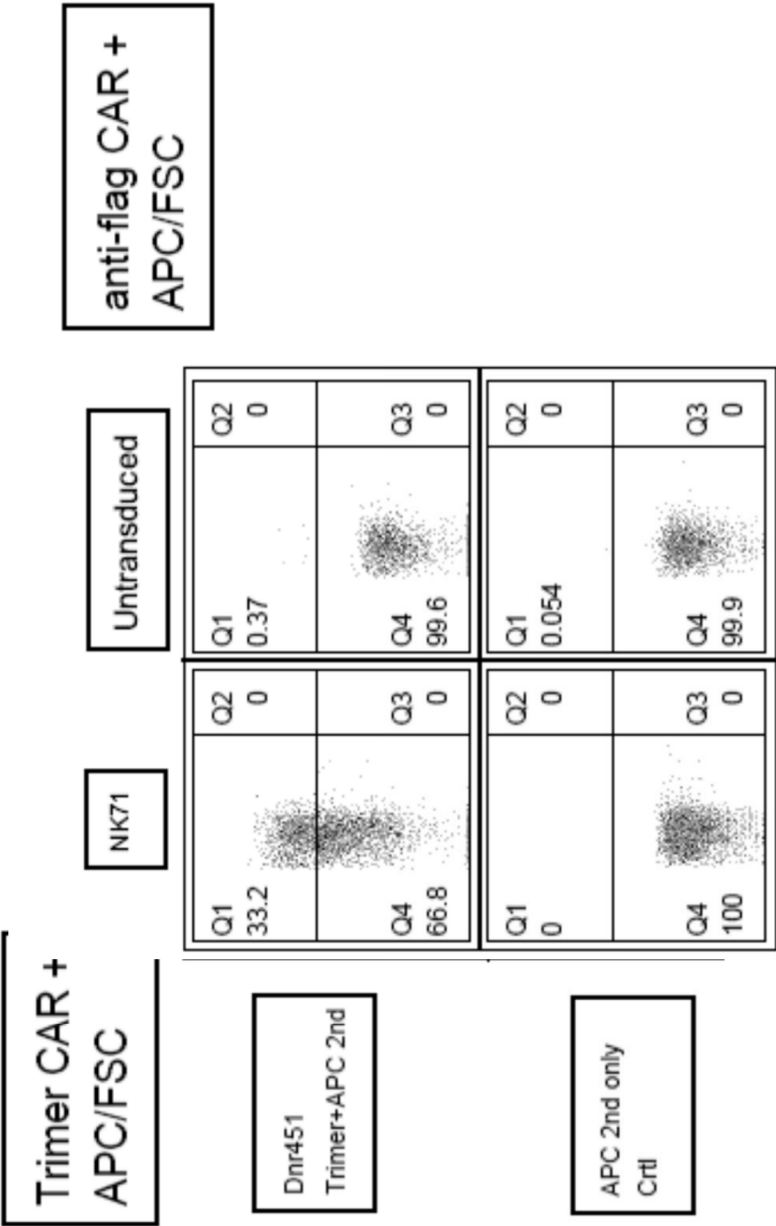 Trimer CAR +
APC/FSC
anti-flag CAR +
APC/FSC
NK71
Untransduced
Dnr451
Trimer+APC 2nd
Q1
33.2
Q2
0
Q4
66.8
Q3
0
Q1
0.37
Q2
0
Q4
99.6
Q3
0
APC 2nd only
Crtl
Q1
0
Q2
0
Q4
100
Q3
0
Q1
0.054
Q2
0
Q4
99.9
Q3
0